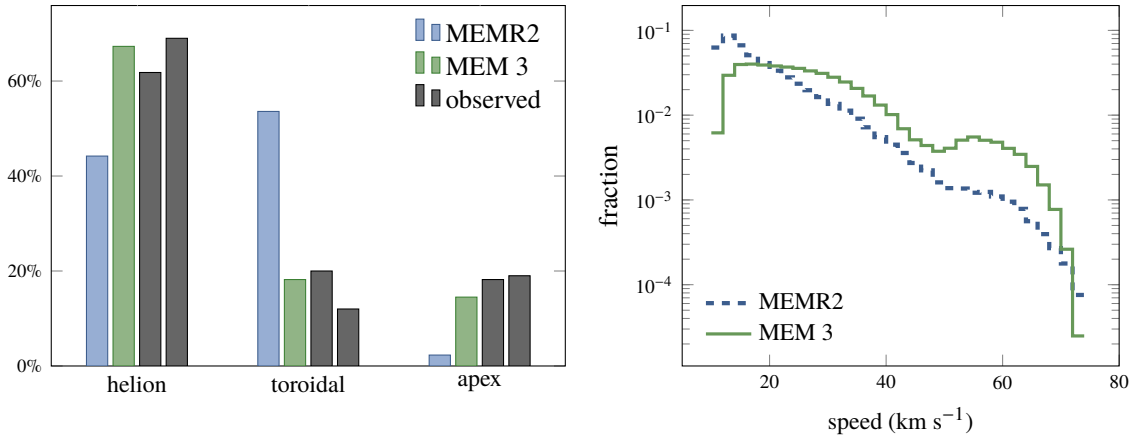 60%
40%
20%
0%
helion
toroidal
apex
MEMR2
MEM 3
observed
10⁻¹
10⁻²
10⁻³
10⁻⁴
fraction
20
40
60
80
speed (km s⁻¹)
MEMR2
MEM 3